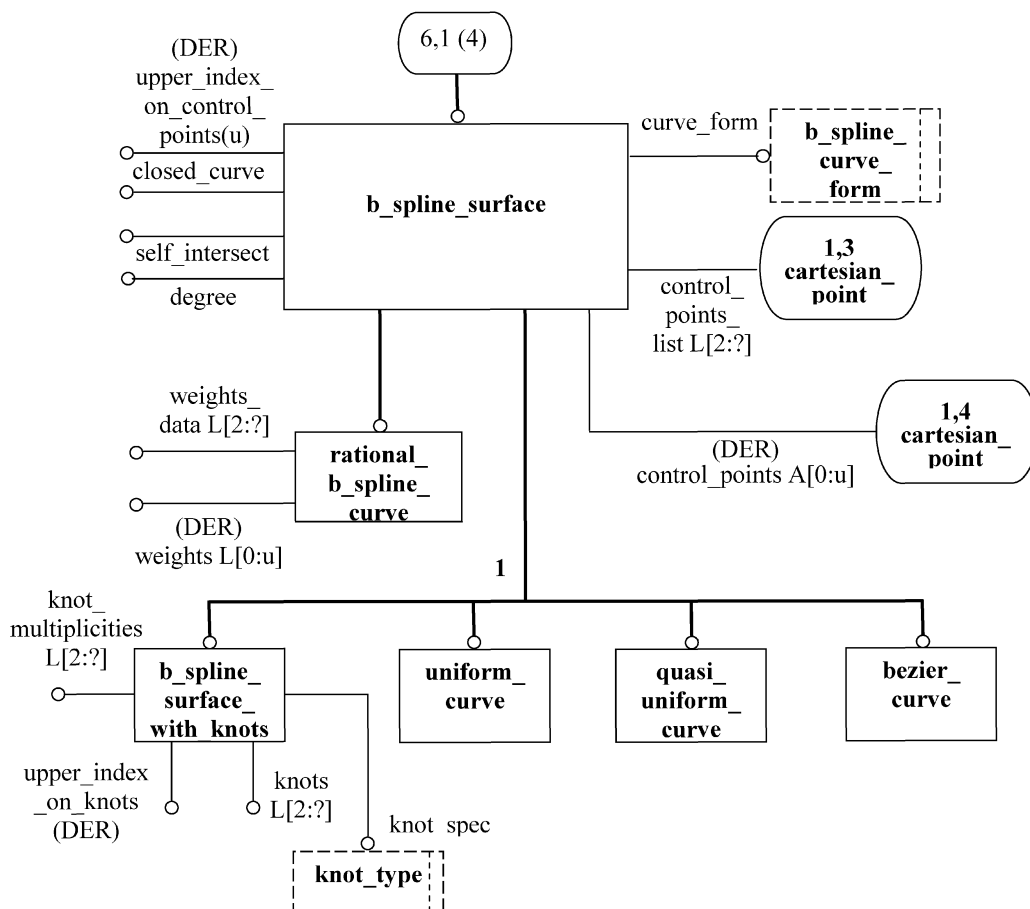 6,1 (4)
(DER)
upper_index_
on_control_
points(u)
closed_curve
self_intersect
degree
b_spline_surface
curve_form
b_spline_
curve_
form
1,3
cartesian_
point
control_
points_
list L[2:?]
1,4
cartesian_
point
(DER)
control_points A[0:u]
weights_
data L[2:?]
rational_
b_spline_
curve
(DER)
weights L[0:u]
1
knot_
multiplicities
L[2:?]
b_spline_
surface_
with_knots
uniform_
curve
quasi_
uniform_
curve
bezier_
curve
upper_index
_on_knots
(DER)
knots
L[2:?]
knot_spec
knot_type